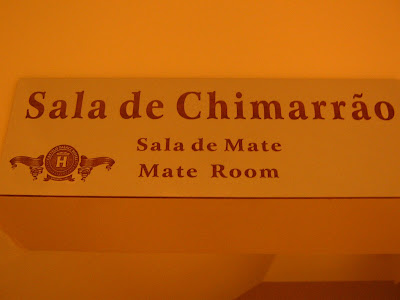 Sala de Chimarrão
Sala de Mate
Mate Room
H